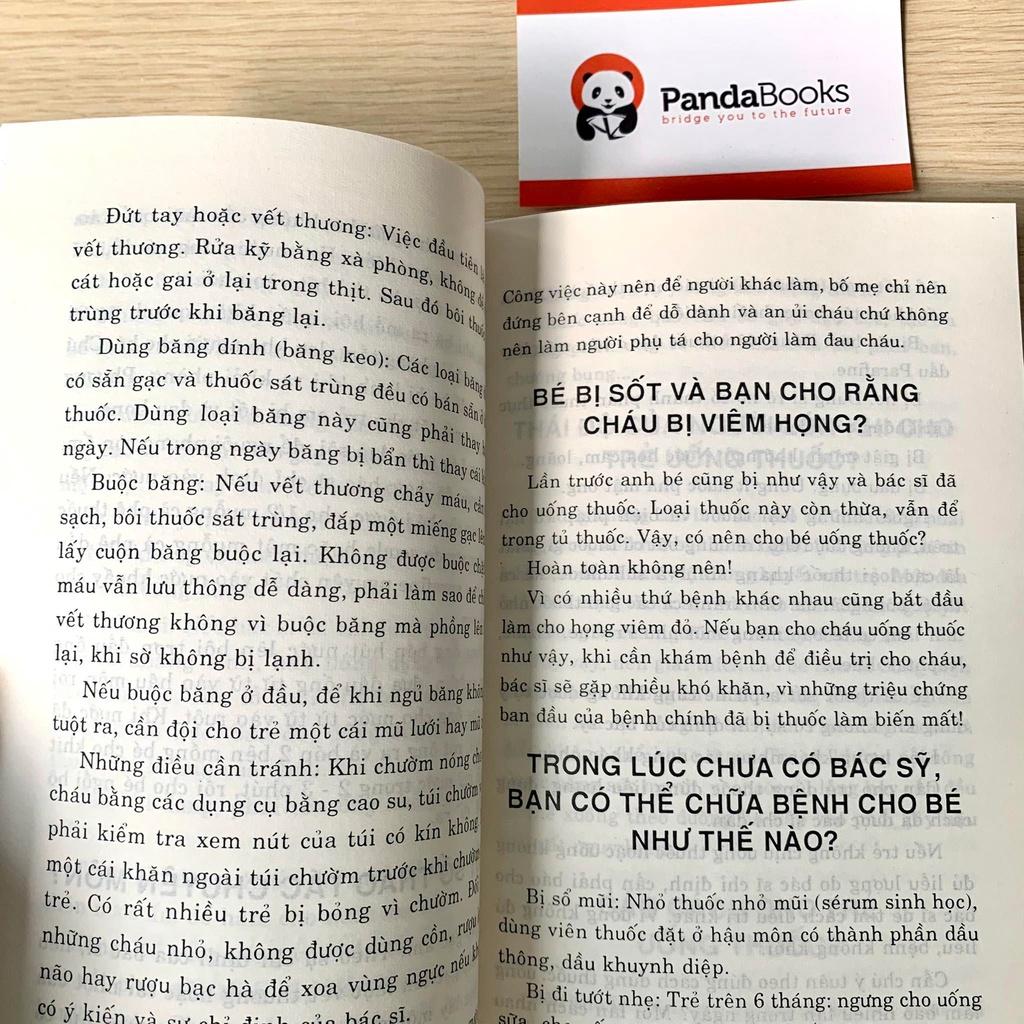 PandaBooks
bridge you to the future
Đứt tay hoặc vết thương: Việc đầu tiên
vết thương. Rửa kỹ bằng xà phòng, không
cát hoặc gai ở lại trong thịt. Sau đó bôi thuốc
trùng trước khi băng lại.
Dùng băng dính (băng keo): Các loại băng
có sẵn gạc và thuốc sát trùng đều có bán sẵn
thuốc. Dùng loại băng này cũng phải thay
ngày. Nếu trong ngày băng bị bẩn thì thay cái
Buộc băng: Nếu vết thương chảy máu,
sạch, bôi thuốc sát trùng, đắp một miếng gạc lên
lấy cuộn băng buộc lại. Không được buộc
máu vẫn lưu thông dễ dàng, phải làm sao để
vết thương không vì buộc băng mà phồng lên
lại, khi sờ không bị lạnh.
Nếu buộc băng ở đầu, để khi ngủ băng
tuột ra, cần đội cho trẻ một cái mũ lưới hay mũ
Những điều cần tránh: Khi chườm nóng
cháu bằng các dụng cụ bằng cao su, túi chườm
phải kiểm tra xem nút của túi có kín không
một cái khăn ngoài túi chườm trước khi chườm
trẻ. Có rất nhiều trẻ bị bỏng vì chườm.
những cháu nhỏ, không được dùng cồn, rượu
não hay rượu bạc hà để xoa vùng ngực nếu
có ý kiến và sự chỉ định của bác sĩ.
Công việc này nên để người khác làm, bố mẹ chỉ nên
đứng bên cạnh để dỗ dành và an ủi cháu chứ không
nên làm người phụ tá cho người làm đau cháu.
BÉ BỊ SỐT VÀ BẠN CHO RẰNG
CHÁU BỊ VIÊM HỌNG?
Lần trước anh bé cũng bị như vậy và bác sĩ đã
cho uống thuốc. Loại thuốc này còn thừa, vẫn để
trong tủ thuốc. Vậy, có nên cho bé uống thuốc?
Hoàn toàn không nên!
Vì có nhiều thứ bệnh khác nhau cũng bắt đầu
làm cho họng viêm đỏ. Nếu bạn cho cháu uống thuốc
như vậy, khi cần khám bệnh để điều trị cho cháu,
bác sĩ sẽ gặp nhiều khó khăn, vì những triệu chứng
ban đầu của bệnh chính đã bị thuốc làm biến mất!
TRONG LÚC CHƯA CÓ BÁC SỸ,
BẠN CÓ THỂ CHỮA BỆNH CHO BÉ
NHƯ THẾ NÀO?
Bị sổ mũi: Nhỏ thuốc nhỏ mũi (sérum sinh học),
dùng viên thuốc đặt ở hậu môn có thành phần dầu
thông, dầu khuynh diệp.
Bị đi tướt nhẹ: Trẻ trên 6 tháng: ngưng cho uống
sữa,